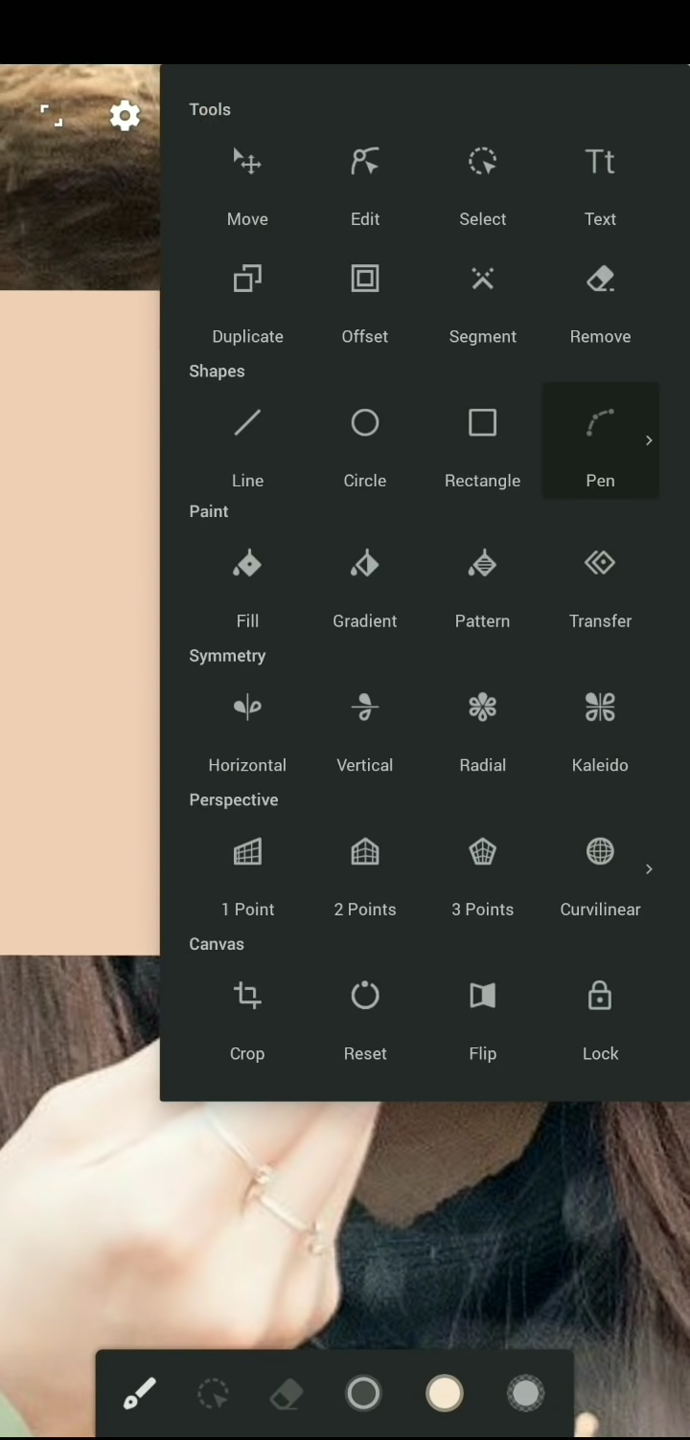 Tools
Move Edit Select Tt Text
Duplicate Offset Segment Remove
Shapes
Line Circle Rectangle Pen
Paint
Fill Gradient Pattern Transfer
Symmetry
Horizontal Vertical Radial Kaleido
Perspective
1 Point 2 Points 3 Points Curvilinear
Canvas
Crop Reset Flip Lock